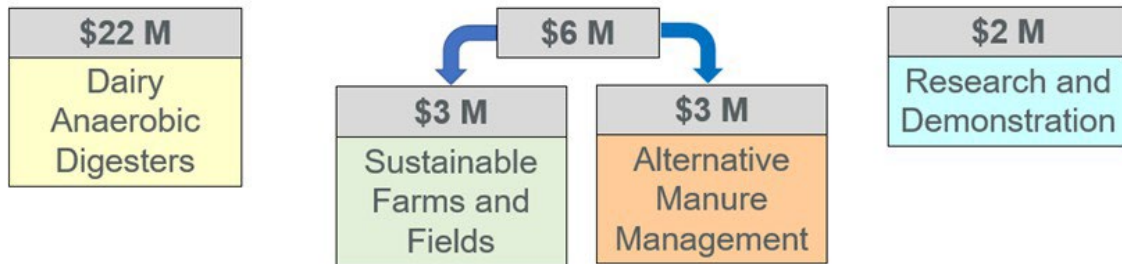 $22 M
Dairy
Anaerobic
Digesters
$6 M
$3 M
Sustainable
Farms and
Fields
$3 M
Alternative
Manure
Management
$2 M
Research and
Demonstration